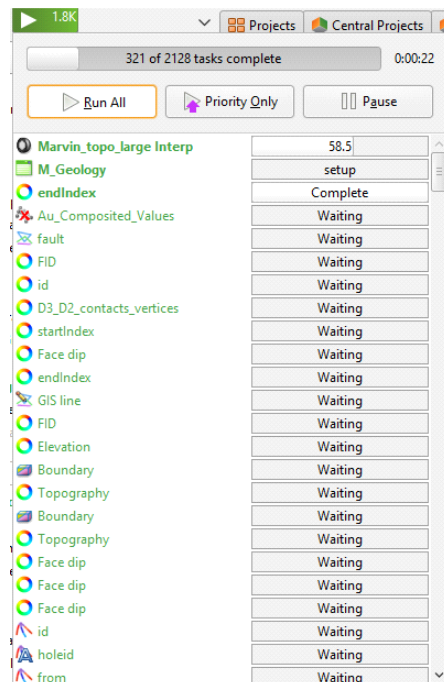 1.8K Projects Central Projects
321 of 2128 tasks complete 0:00:22
Run All Priority Only Pause
Marvin_topo_large Interp 58.5
M_Geology setup
endIndex Complete
Au_Composited_Values Waiting
fault Waiting
FID Waiting
id Waiting
D3_D2_contacts_vertices Waiting
startIndex Waiting
Face dip Waiting
endIndex Waiting
GIS line Waiting
FID Waiting
Elevation Waiting
Boundary Waiting
Topography Waiting
Boundary Waiting
Topography Waiting
Face dip Waiting
Face dip Waiting
Face dip Waiting
id Waiting
holeid Waiting
from Waiting